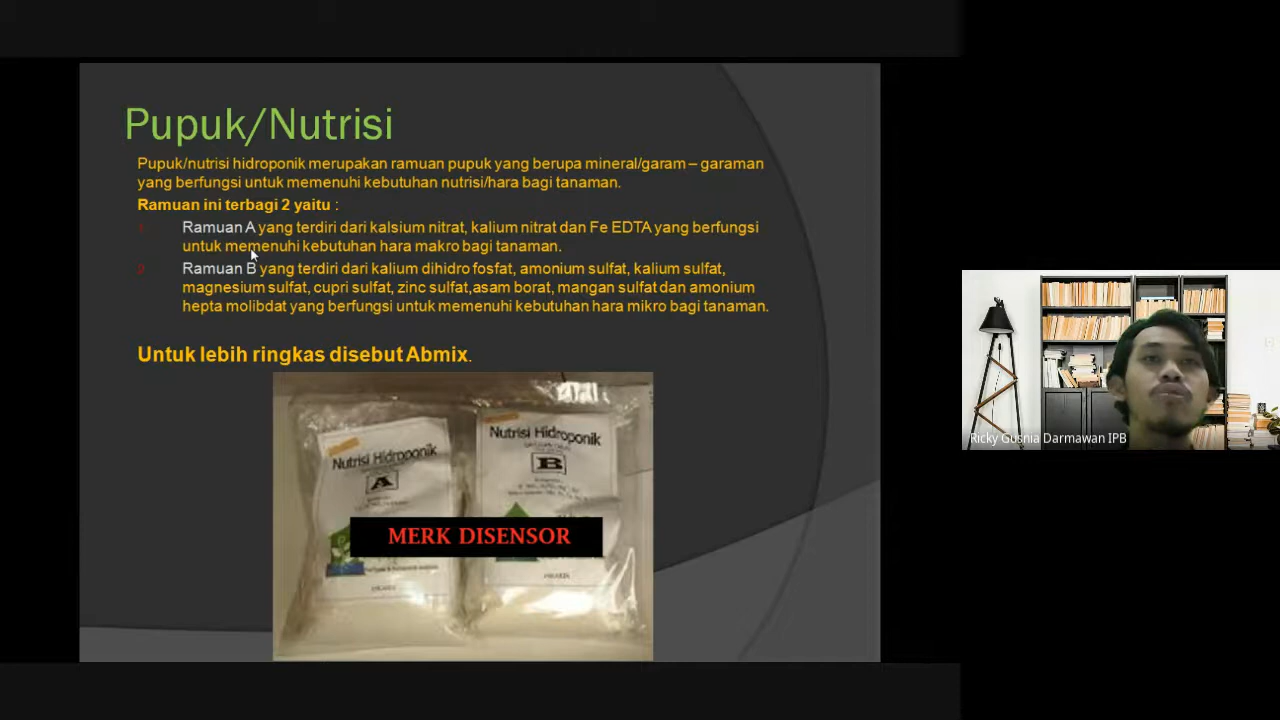 Pupuk/Nutrisi
Pupuk/nutrisi hidroponik merupakan ramuan pupuk yang berupa mineral/garam – garaman
yang berfungsi untuk memenuhi kebutuhan nutrisi/hara bagi tanaman.
Ramuan ini terbagi 2 yaitu :
1. Ramuan A yang terdiri dari kalsium nitrat, kalium nitrat dan Fe EDTA yang berfungsi
untuk memenuhi kebutuhan hara makro bagi tanaman.
2. Ramuan B yang terdiri dari kalium dihidro fosfat, amonium sulfat, kalium sulfat,
magnesium sulfat, cupri sulfat, zinc sulfat,asam borat, mangan sulfat dan amonium
hepta molibdat yang berfungsi untuk memenuhi kebutuhan hara mikro bagi tanaman.
Untuk lebih ringkas disebut Abmix.
Nutrisi Hidroponik
A
Nutrisi Hidroponik
B
MERK DISENSOR
Ricky Gusnia Darmawan IPB